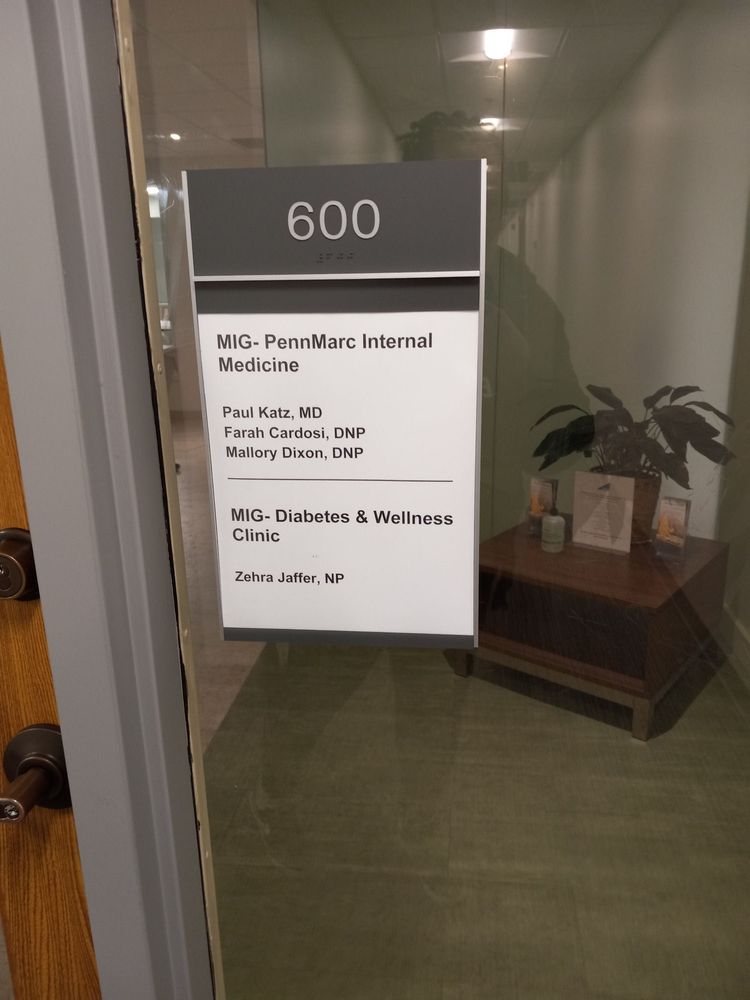 600
MIG- PennMarc Internal
Medicine
Paul Katz, MD
Farah Cardosi, DNP
Mallory Dixon, DNP
MIG- Diabetes & Wellness
Clinic
Zehra Jaffer, NP